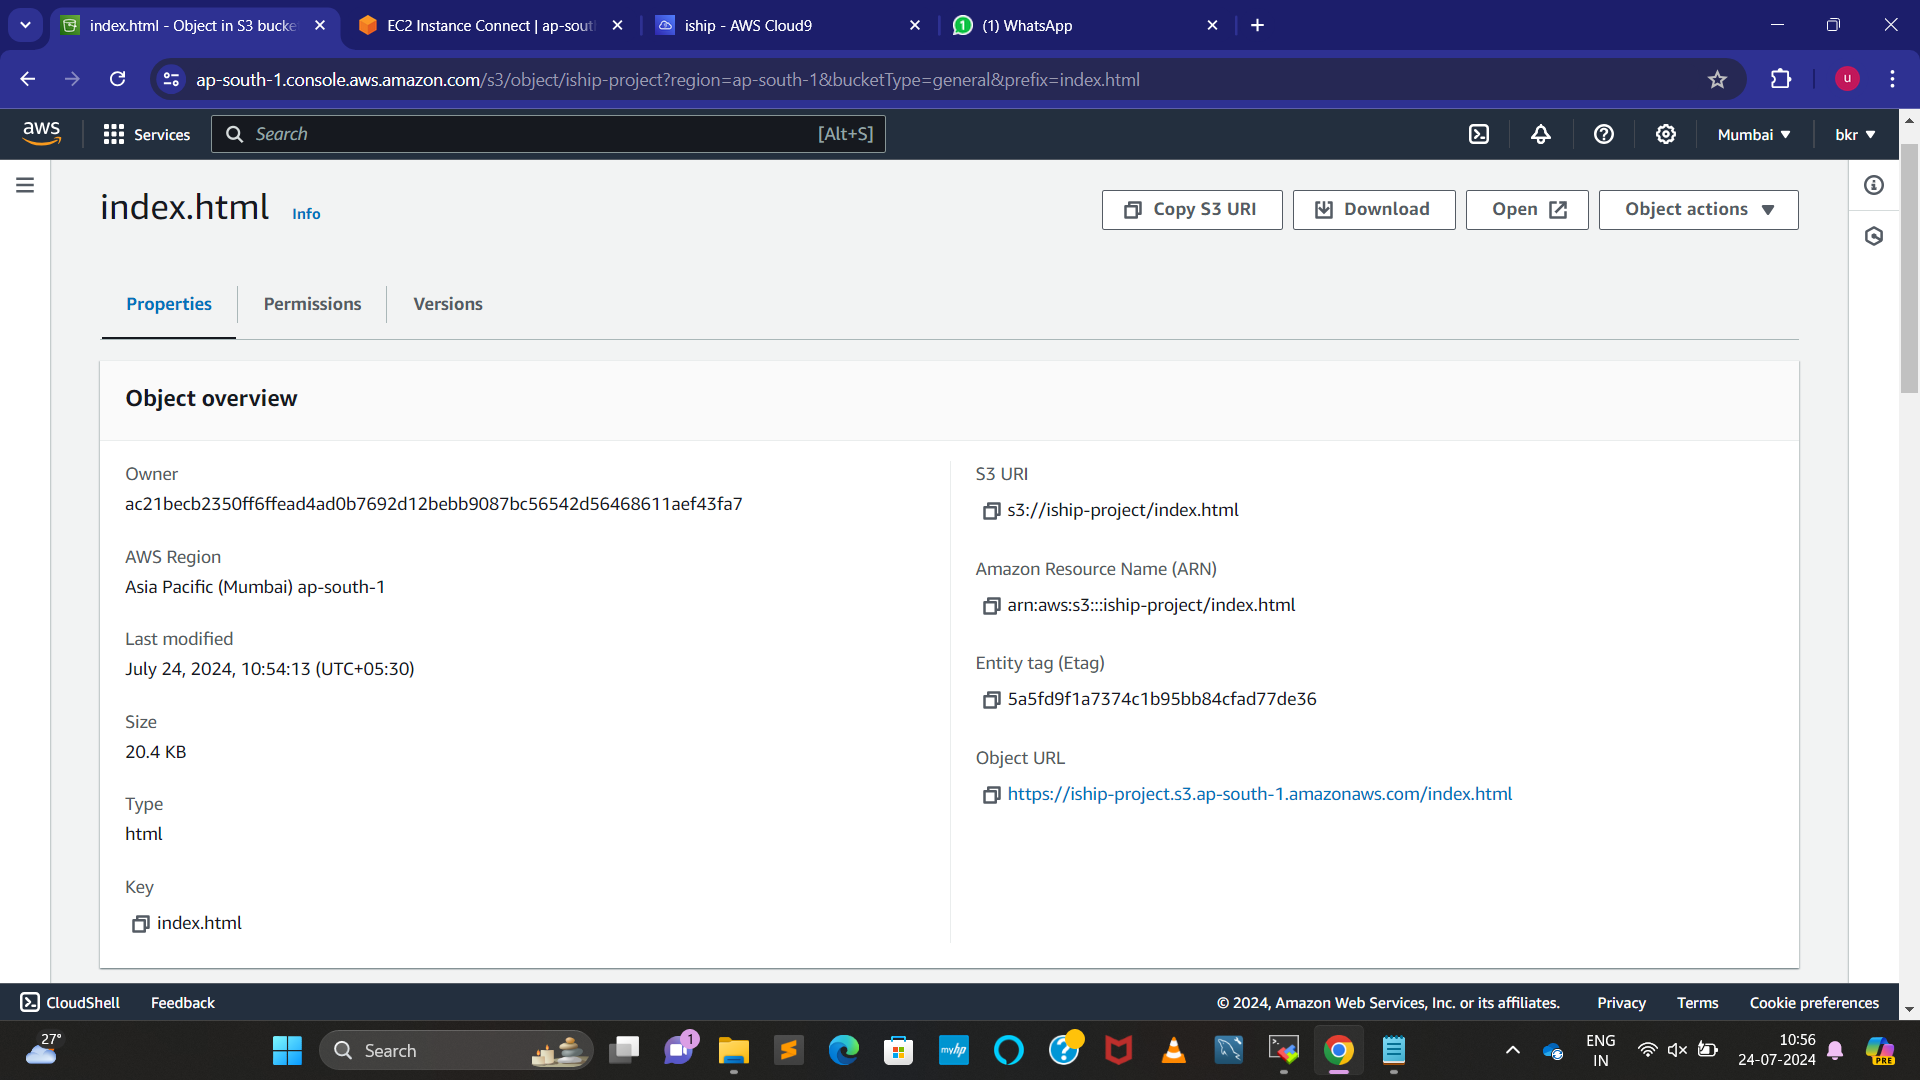 index.html - Object in S3 bucke
EC2 Instance Connect | ap-sout
iship - AWS Cloud9
(1) WhatsApp
ap-south-1.console.aws.amazon.com/s3/object/iship-project?region=ap-south-1&bucketType=general&prefix=index.html
u
aws
Services
Search
[Alt+S]
Mumbai
bkr
index.html
Info
Copy S3 URI
Download
Open
Object actions
Properties
Permissions
Versions
Object overview
Owner
ac21becb2350ff6ffead4ad0b7692d12bebb9087bc56542d56468611aef43fa7
AWS Region
Asia Pacific (Mumbai) ap-south-1
Last modified
July 24, 2024, 10:54:13 (UTC+05:30)
Size
20.4 KB
Type
html
Key
index.html
S3 URI
s3://iship-project/index.html
Amazon Resource Name (ARN)
arn:aws:s3:::iship-project/index.html
Entity tag (Etag)
5a5fd9f1a7374c1b95bb84cfad77de36
Object URL
https://iship-project.s3.ap-south-1.amazonaws.com/index.html
CloudShell
Feedback
© 2024, Amazon Web Services, Inc. or its affiliates.
Privacy
Terms
Cookie preferences
27°
Search
1
myhp
ENG
IN
10:56
24-07-2024
PRE